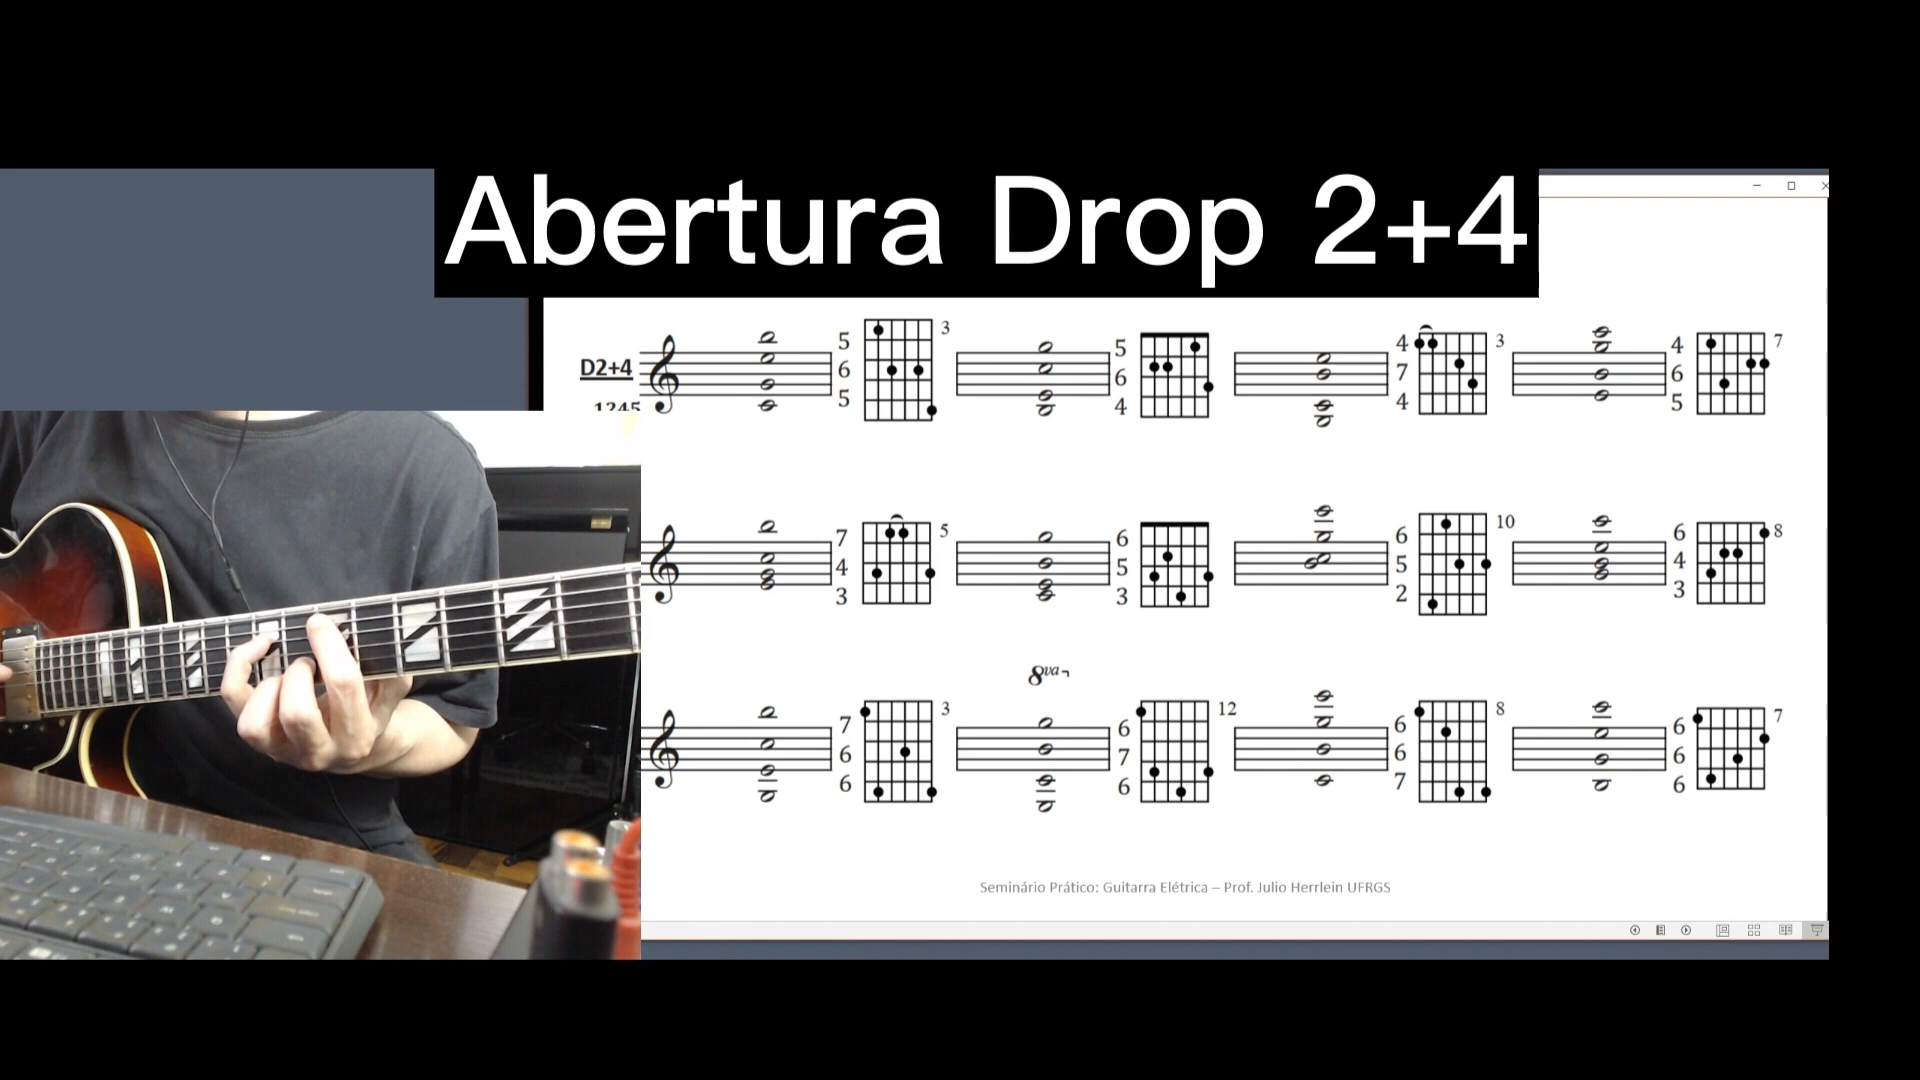 Abertura Drop 2+4
D2+4
5 6 5 3
5 6 4
4 7 4 3
4 6 5 7
7 4 3 5
6 5 3
6 5 2 10
6 4 3 8
8va
7 6 6 3
6 7 6 12
6 6 7 8
6 6 6 7
Seminário Prático: Guitarra Elétrica – Prof. Julio Herrlein UFRGS